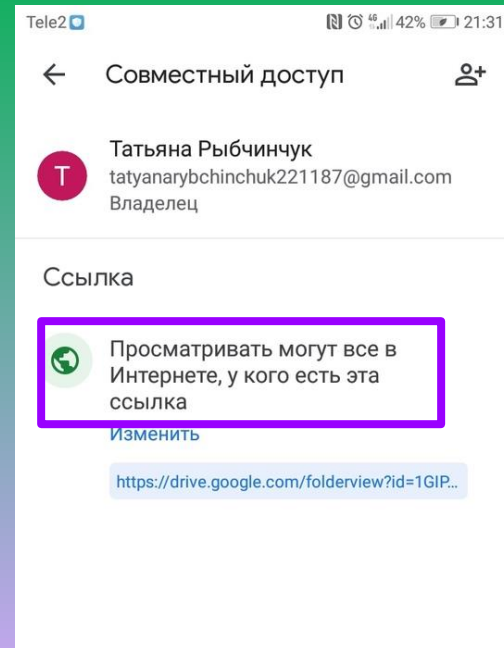 Tele2 46 42% 21:31
Совместный доступ
Т
Татьяна Рыбчинчук
tatyanarybchinchuk221187@gmail.com
Владелец
Ссылка
Просматривать могут все в
Интернете, у кого есть эта
ссылка
Изменить
https://drive.google.com/folderview?id=1GIP...